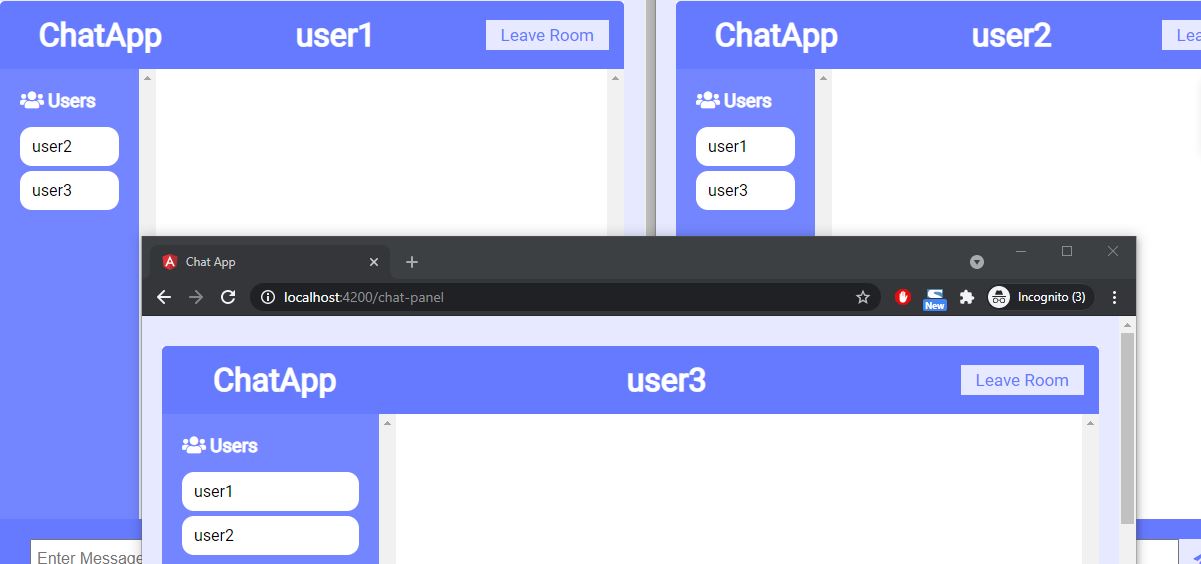 ChatApp user1 Leave Room
Users
user2
user3
Enter Message
ChatApp user2 Lea
Users
user1
user3
Chat App
localhost:4200/chat-panel
New
Incognito (3)
ChatApp user3 Leave Room
Users
user1
user2